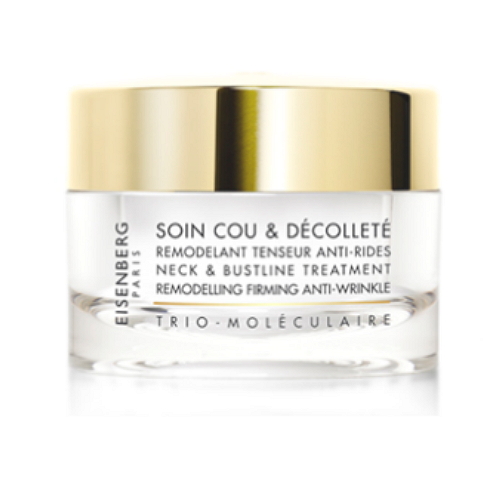 EISENBERG
PARIS
SOIN COU & DÉCOLLETÉ
REMODELANT TENSEUR ANTI-RIDES
NECK & BUSTLINE TREATMENT
REMODELLING FIRMING ANTI-WRINKLE
TRIO-MOLÉCULAIRE